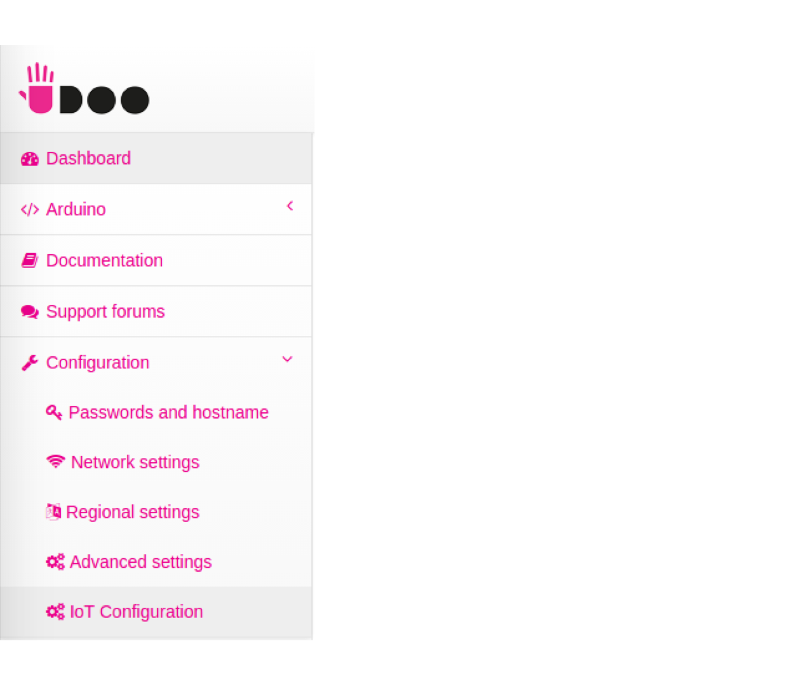 UDOO
Dashboard
Arduino
Documentation
Support forums
Configuration
Passwords and hostname
Network settings
Regional settings
Advanced settings
IoT Configuration